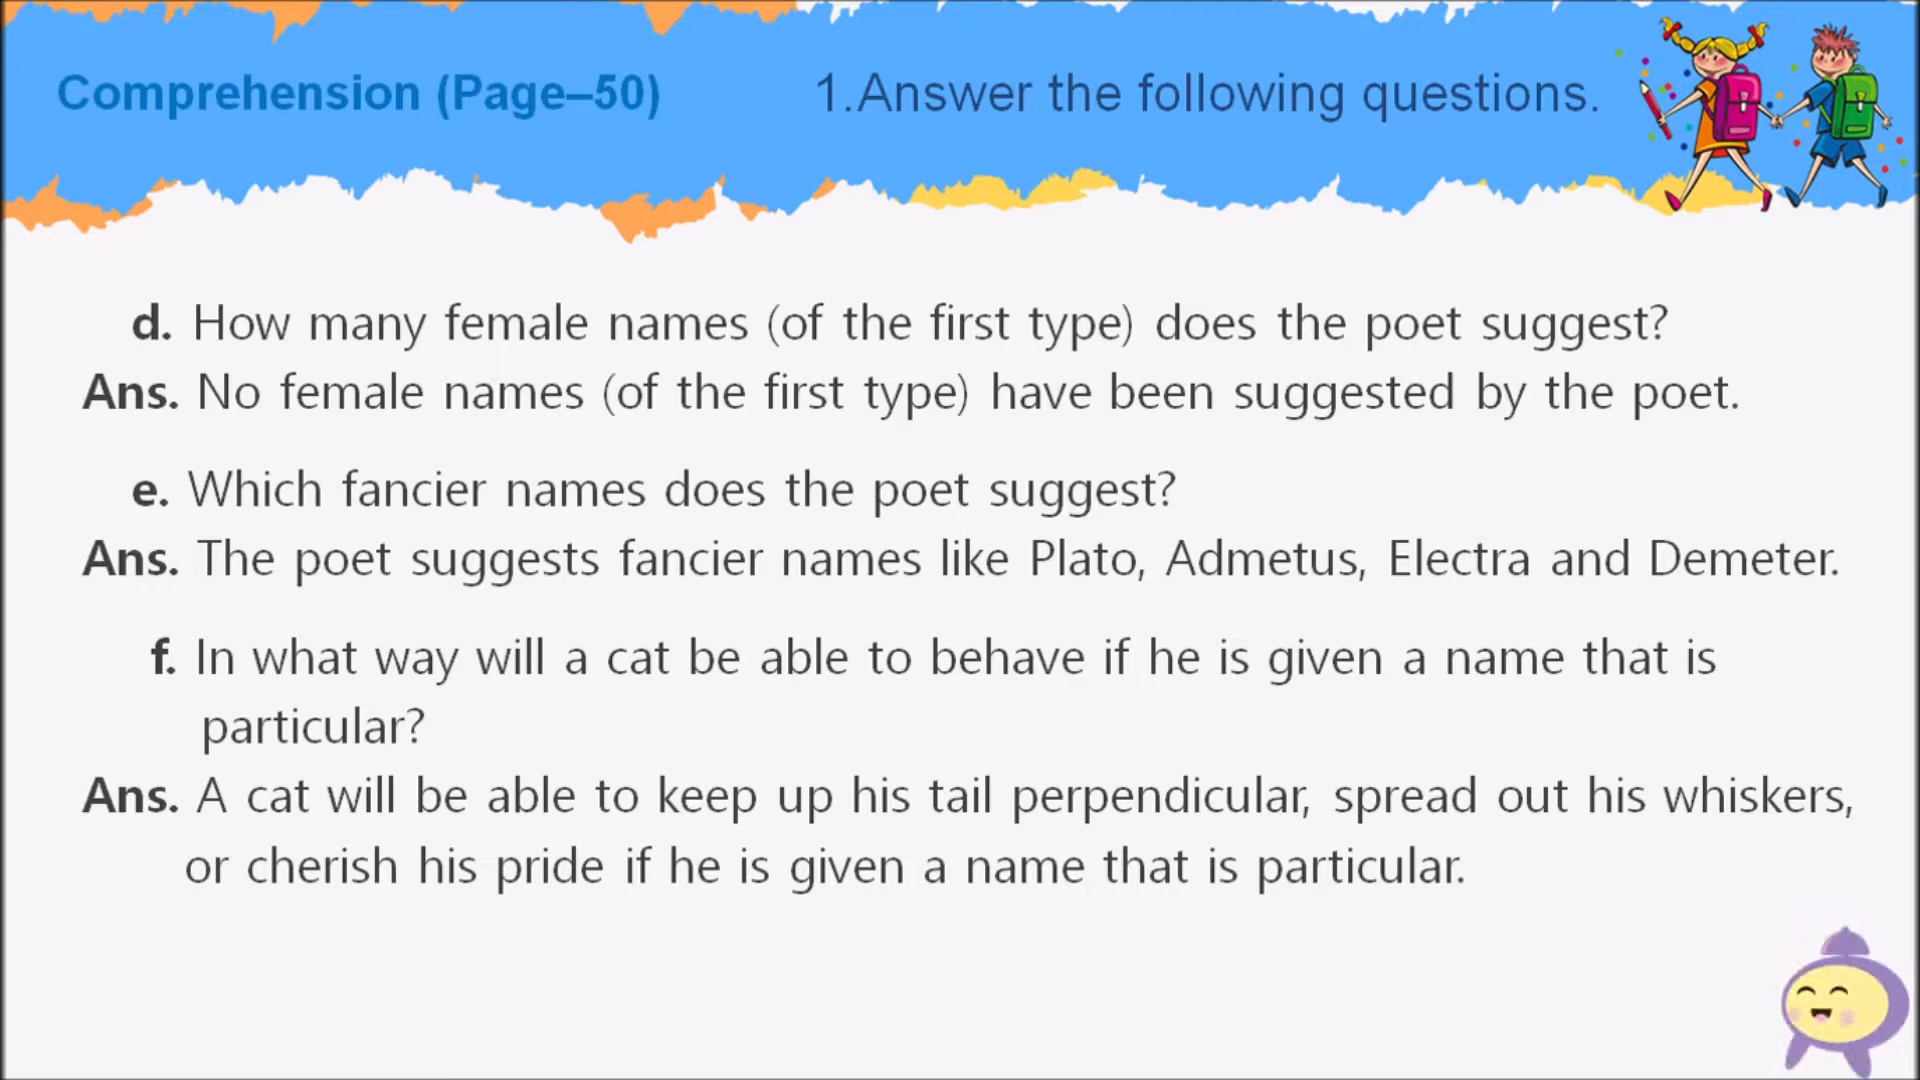 Comprehension (Page–50) 1.Answer the following questions.
d. How many female names (of the first type) does the poet suggest?
Ans. No female names (of the first type) have been suggested by the poet.
e. Which fancier names does the poet suggest?
Ans. The poet suggests fancier names like Plato, Admetus, Electra and Demeter.
f. In what way will a cat be able to behave if he is given a name that is
particular?
Ans. A cat will be able to keep up his tail perpendicular, spread out his whiskers,
or cherish his pride if he is given a name that is particular.